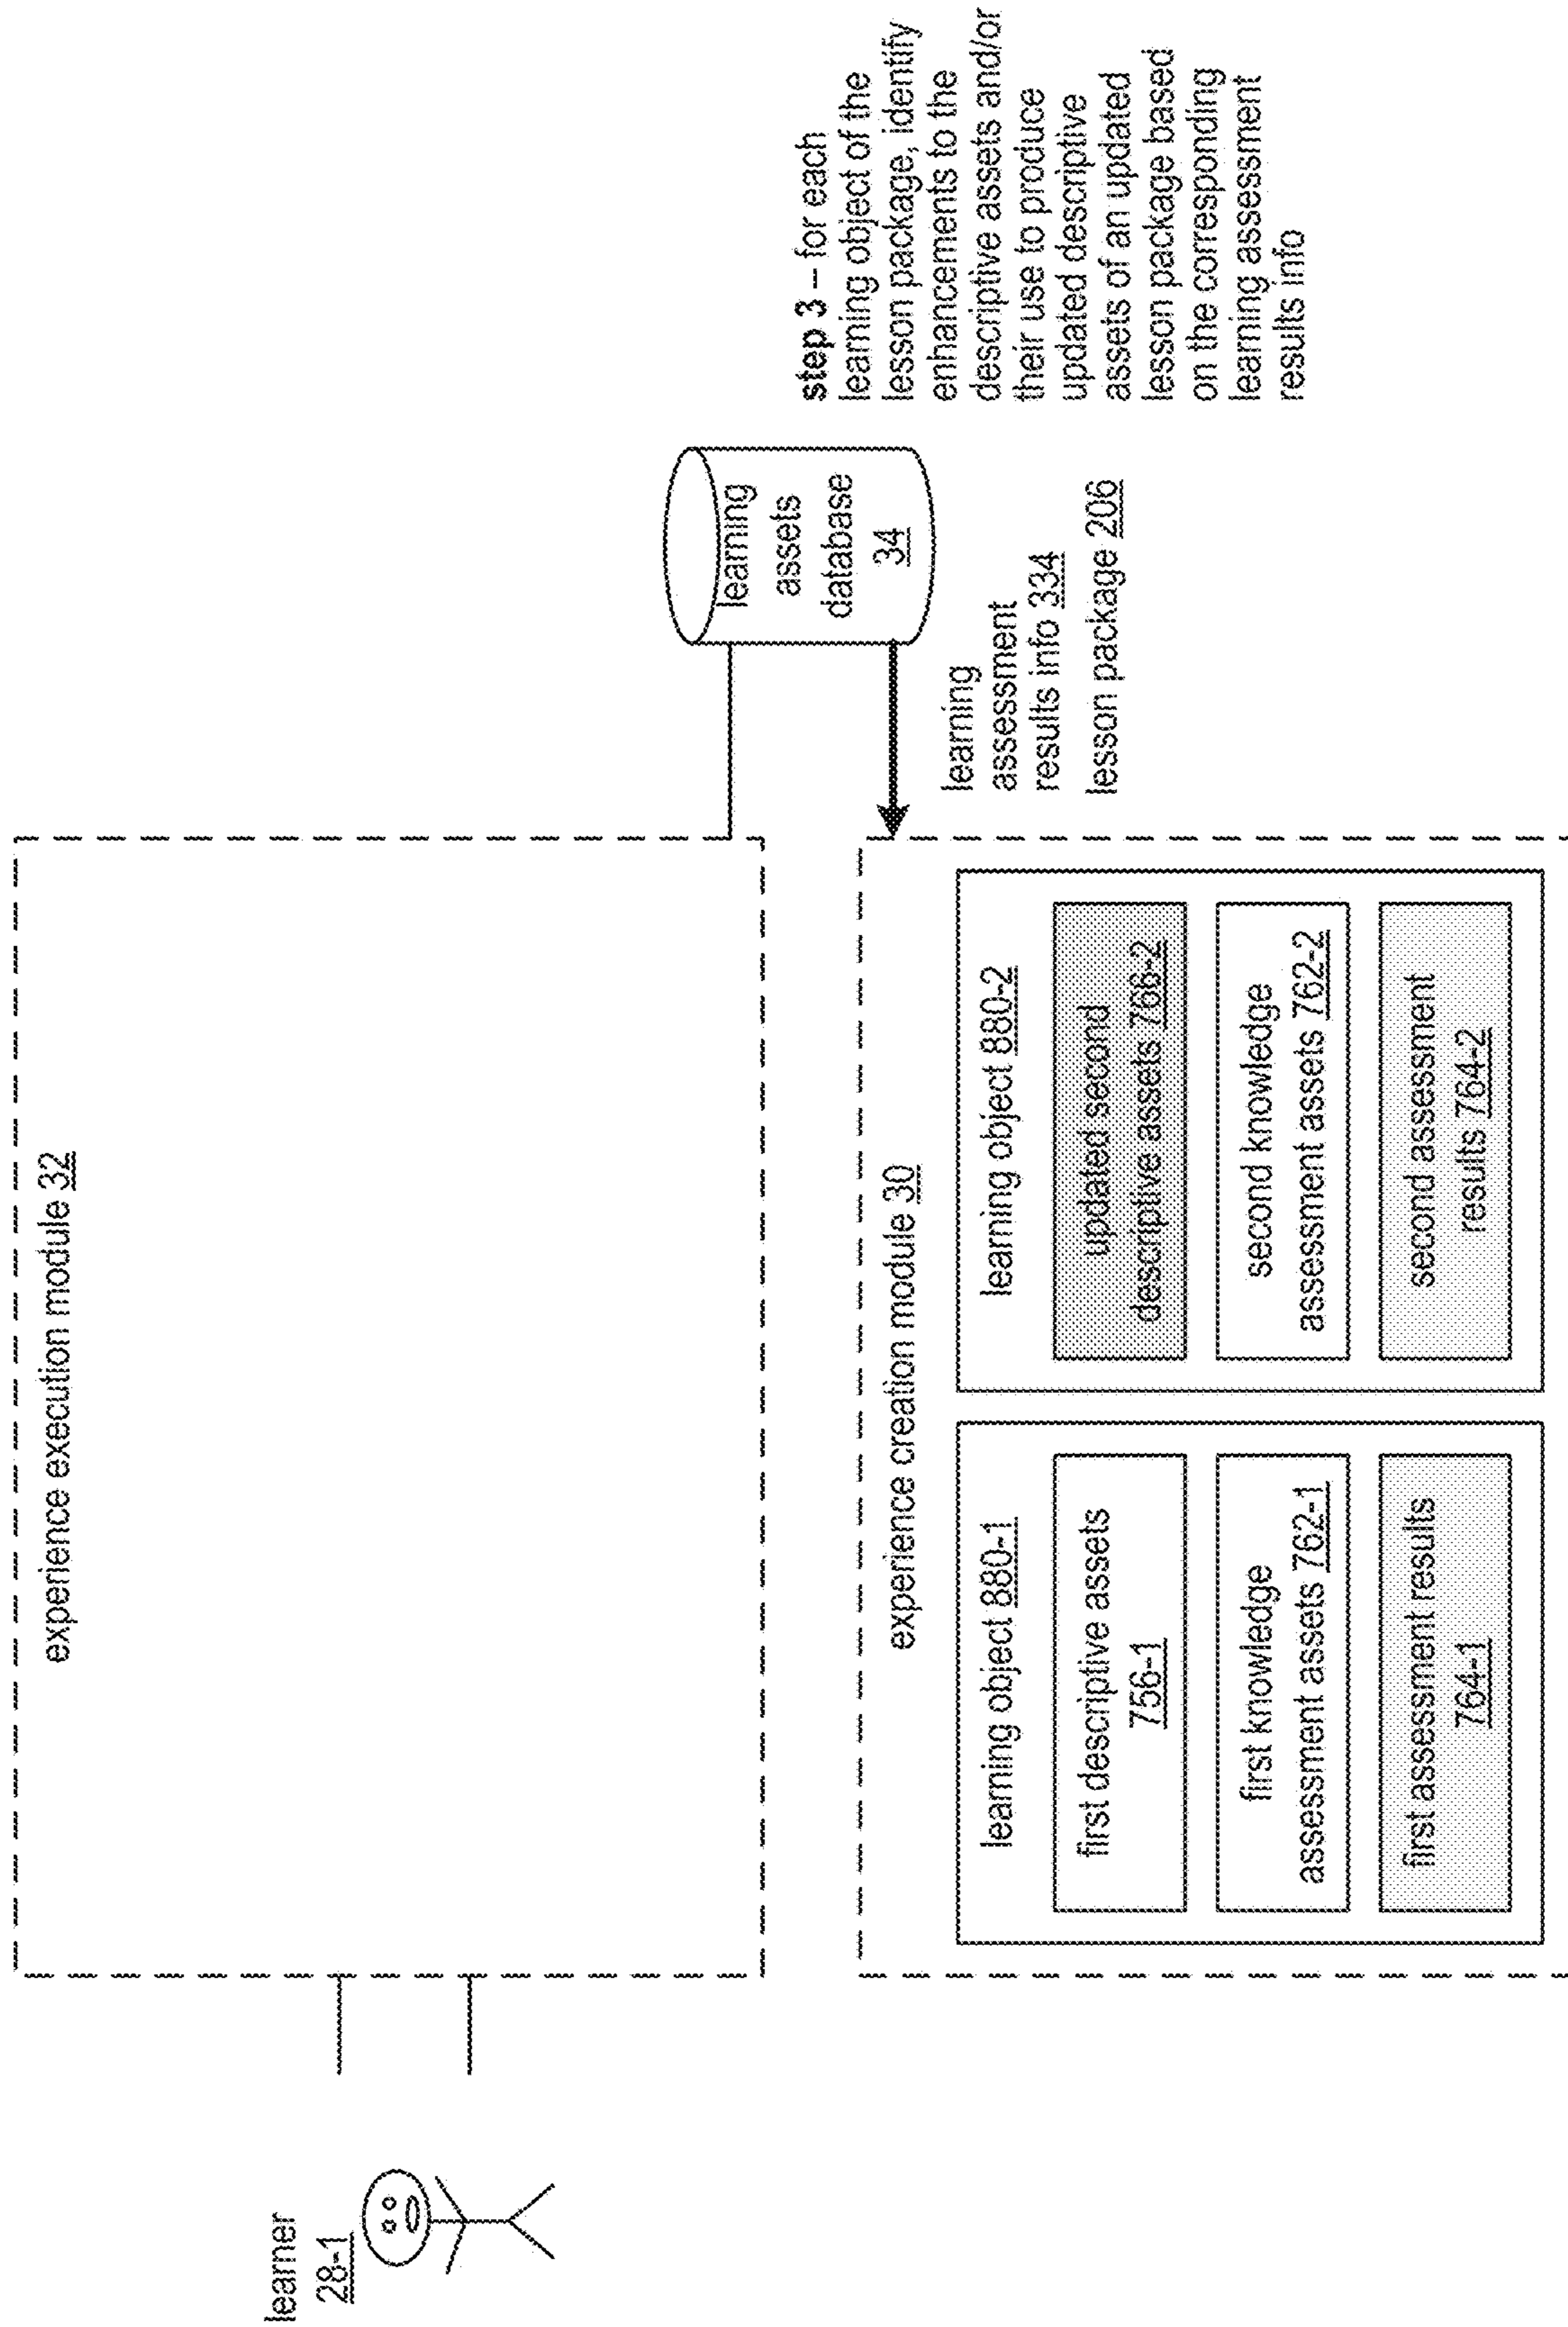 experience execution module 32
learner
28-1
learning
assets
database
34
step 3 – for each
learning object of the
lesson package, identify
enhancements to the
descriptive assets and/or
their use to produce
updated descriptive
assets of an updated
lesson package based
on the corresponding
learning assessment
results info
learning
assessment
results info 334
lesson package 206
experience creation module 30
learning object 880-1
first descriptive assets
756-1
first knowledge
assessment assets 762-1
first assessment results
764-1
learning object 880-2
updated second
descriptive assets 766-2
second knowledge
assessment assets 762-2
second assessment
results 764-2